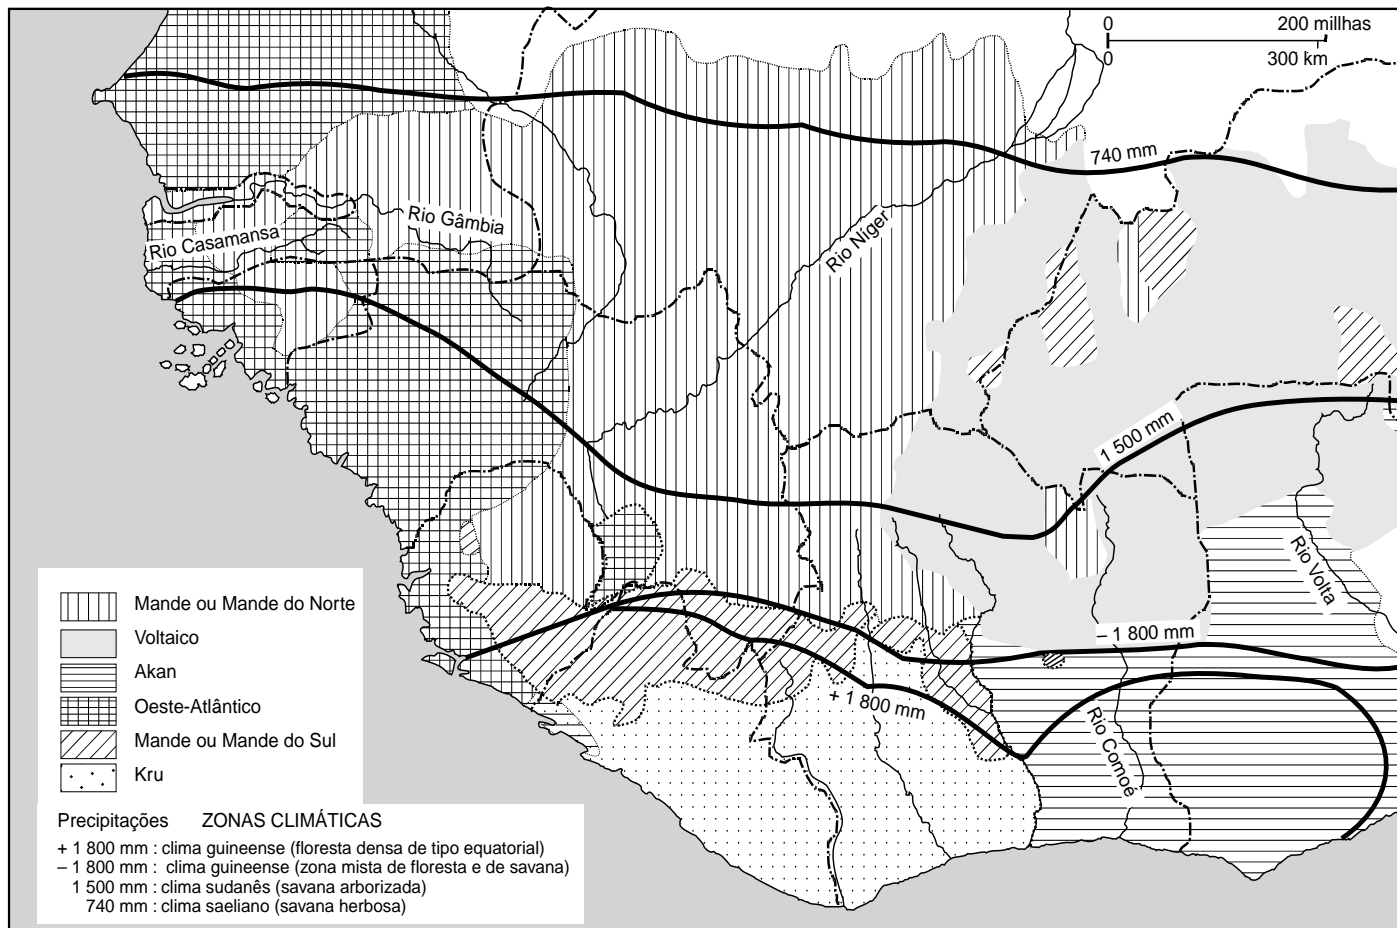 0 200 millhas
0 300 km
740 mm
Rio Gâmbia
Rio Casamansa
Rio Níger
1 500 mm
Rio Volta
– 1 800 mm
+ 1 800 mm
Rio Comoé
Mande ou Mande do Norte
Voltaico
Akan
Oeste-Atlântico
Mande ou Mande do Sul
Kru
Precipitações ZONAS CLIMÁTICAS
+ 1 800 mm : clima guineense (floresta densa de tipo equatorial)
– 1 800 mm : clima guineense (zona mista de floresta e de savana)
1 500 mm : clima sudanês (savana arborizada)
740 mm : clima saeliano (savana herbosa)